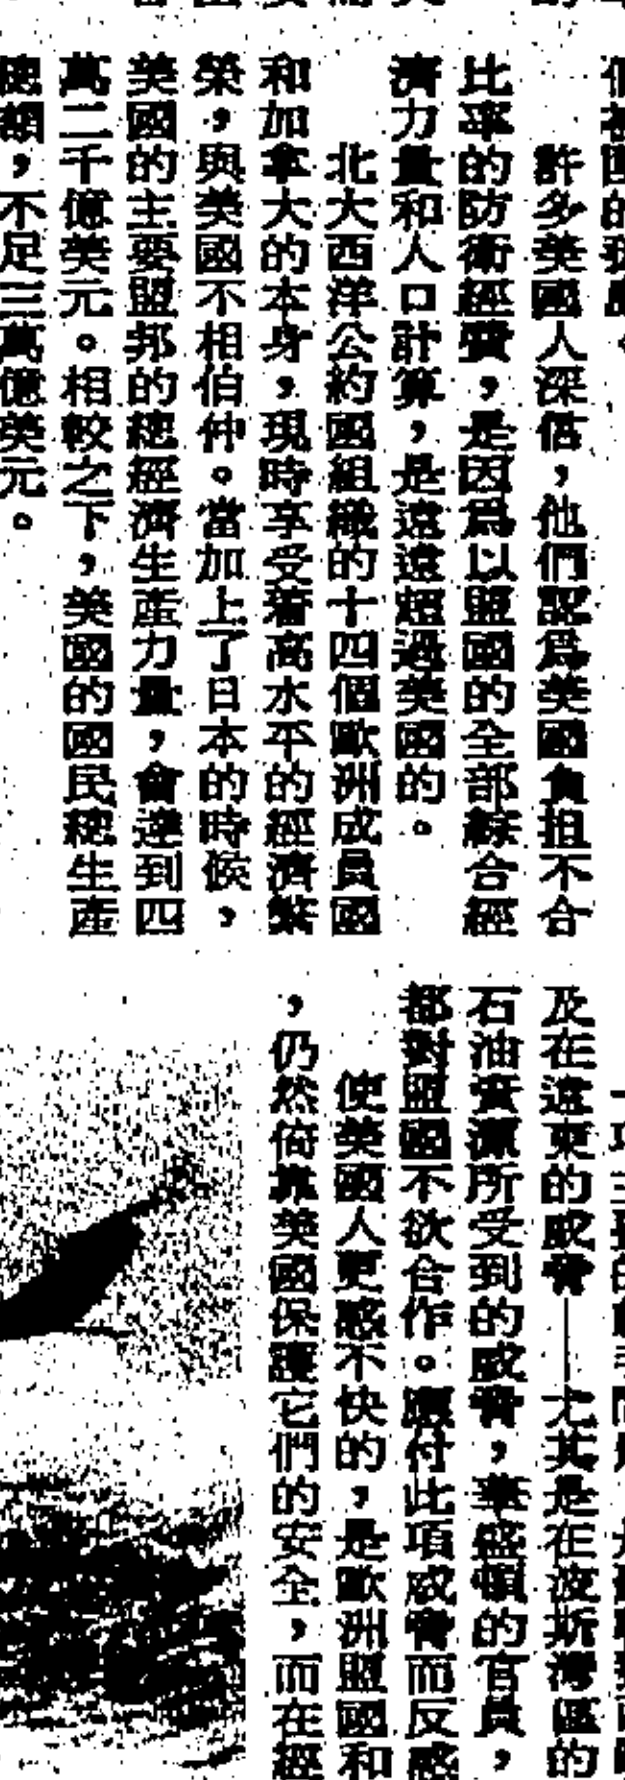 許多美國人深信，他們認爲美國負担不合
比率的防衛經費，是因爲以盟國的全部綜合經
濟力量和人口計算，是遠遠超過美國的。
北大西洋公約國組織的十四個歐洲成員國
和加拿大的本身，現時享受着高水平的經濟繁
榮，與美國不相伯仲。當加上了日本的時候，
美國的主要盟邦的總經濟生產力量，會達到四
萬二千億美元。相較之下，美國的國民總生產
總額，不足三萬億美元。
及在遠東的威脅——尤其是在波斯灣區的
石油資源所受到的威脅，華盛頓的官員，
都對盟國不欲合作。應付此項威脅而反感
使美國人更感不快的，是歐洲盟國和
，仍然倚靠美國保護它們的安全，而在經